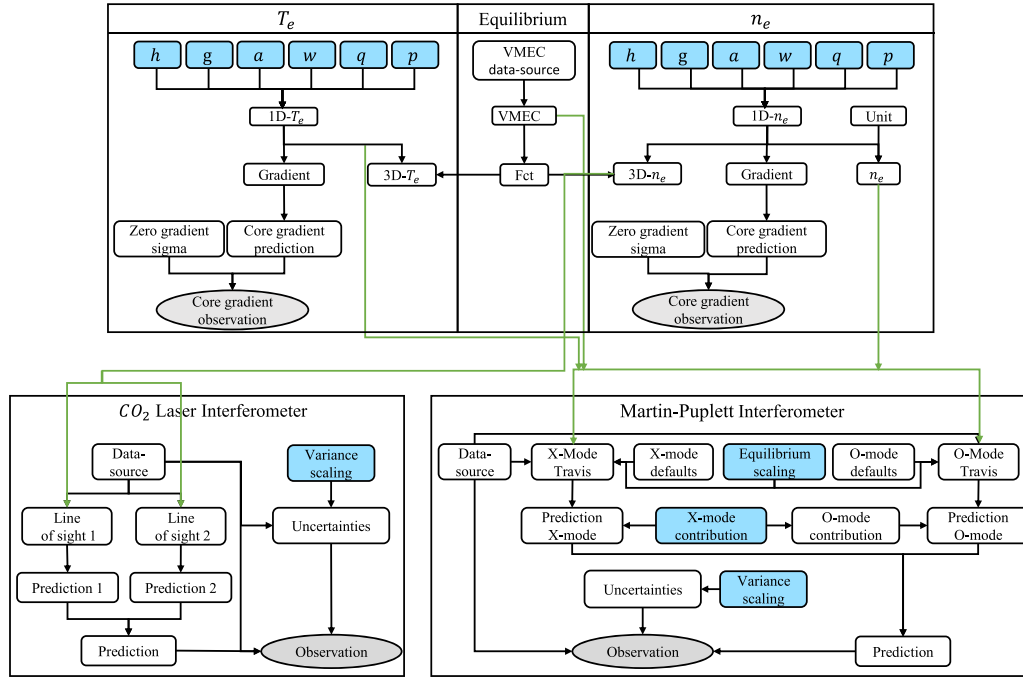 $T_e$ Equilibrium $n_e$
h g a w q p
VMEC
data-source
h g a w q p
1D-$T_e$ VMEC 1D-$n_e$ Unit
Gradient 3D-$T_e$ Fct 3D-$n_e$ Gradient $n_e$
Zero gradient
sigma
Core gradient
prediction
Zero gradient
sigma
Core gradient
prediction
Core gradient
observation
Core gradient
observation
$CO_2$ Laser Interferometer
Data-
source
Variance
scaling
Line
of sight 1
Line
of sight 2
Uncertainties
Prediction 1 Prediction 2
Prediction Observation
Martin-Puplett Interferometer
Data-
source
X-Mode
Travis
X-mode
defaults
Equilibrium
scaling
O-mode
defaults
O-Mode
Travis
Prediction
X-mode
X-mode
contribution
O-mode
contribution
Prediction
O-mode
Uncertainties
Variance
scaling
Observation Prediction